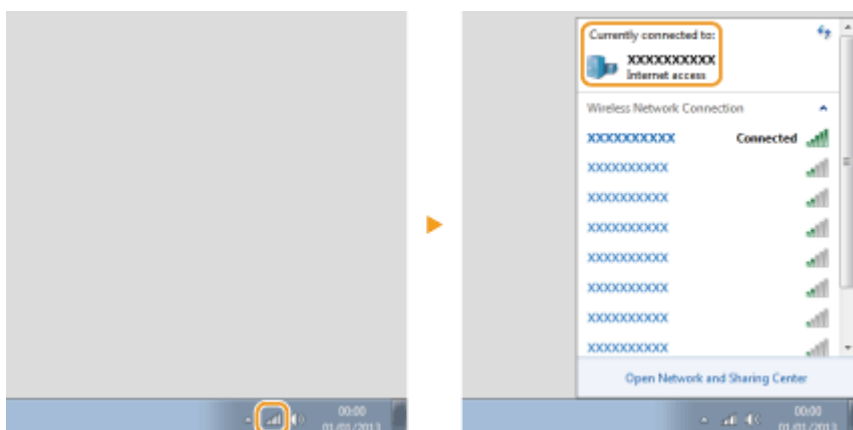 Currently connected to:
XXXXXXXXXX
Internet access
Wireless Network Connection
XXXXXXXXXX Connected
XXXXXXXXXX
XXXXXXXXXX
XXXXXXXXXX
XXXXXXXXXX
XXXXXXXXXX
XXXXXXXXXX
XXXXXXXXXX
Open Network and Sharing Center
00:00
01/01/2013
00:00
01/01/2013